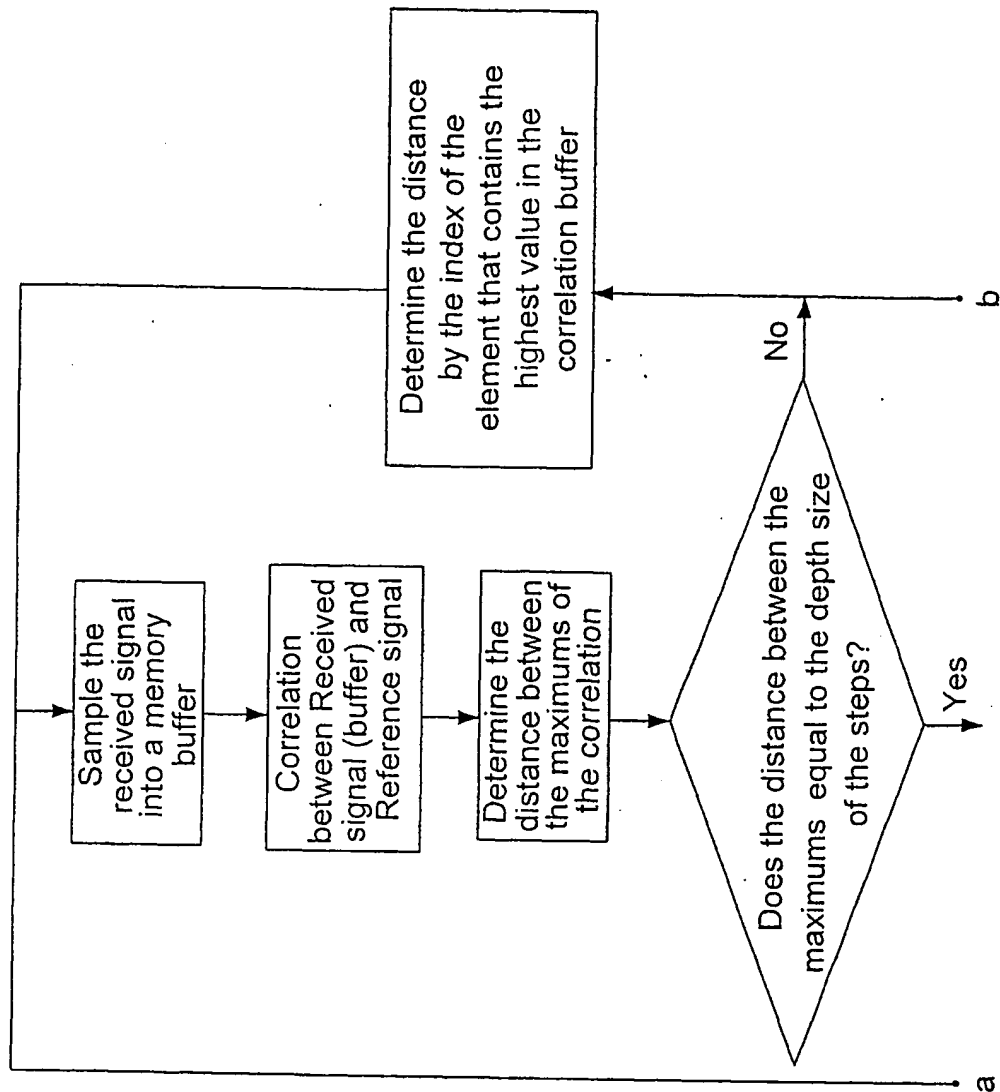 Sample the
received signal
into a memory
buffer
Correlation
between Received
signal (buffer) and
Reference signal
Determine the
distance between
the maximums of
the correlation
Does the distance between the
maximums equal to the depth size
of the steps?
No
Yes
Determine the distance
by the index of the
element that contains the
highest value in the
correlation buffer
a
b